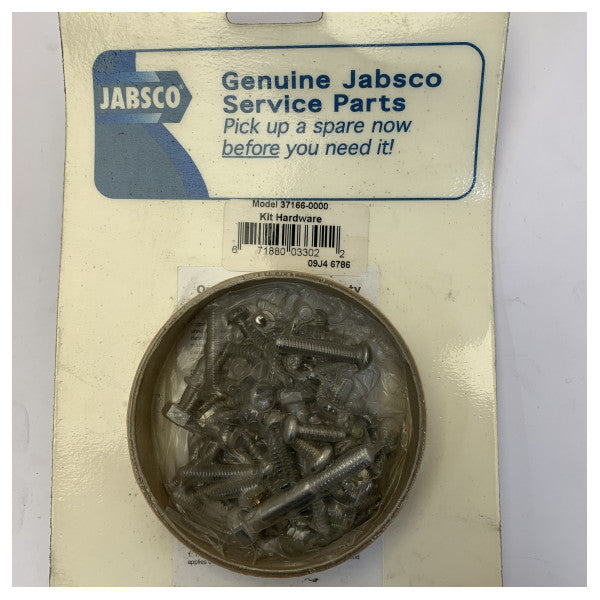 JABSCO
Genuine Jabsco
Service Parts
Pick up a spare now
before you need it!
Model 37166-0000
Kit Hardware
6 71880 03302 2
09J4 6786